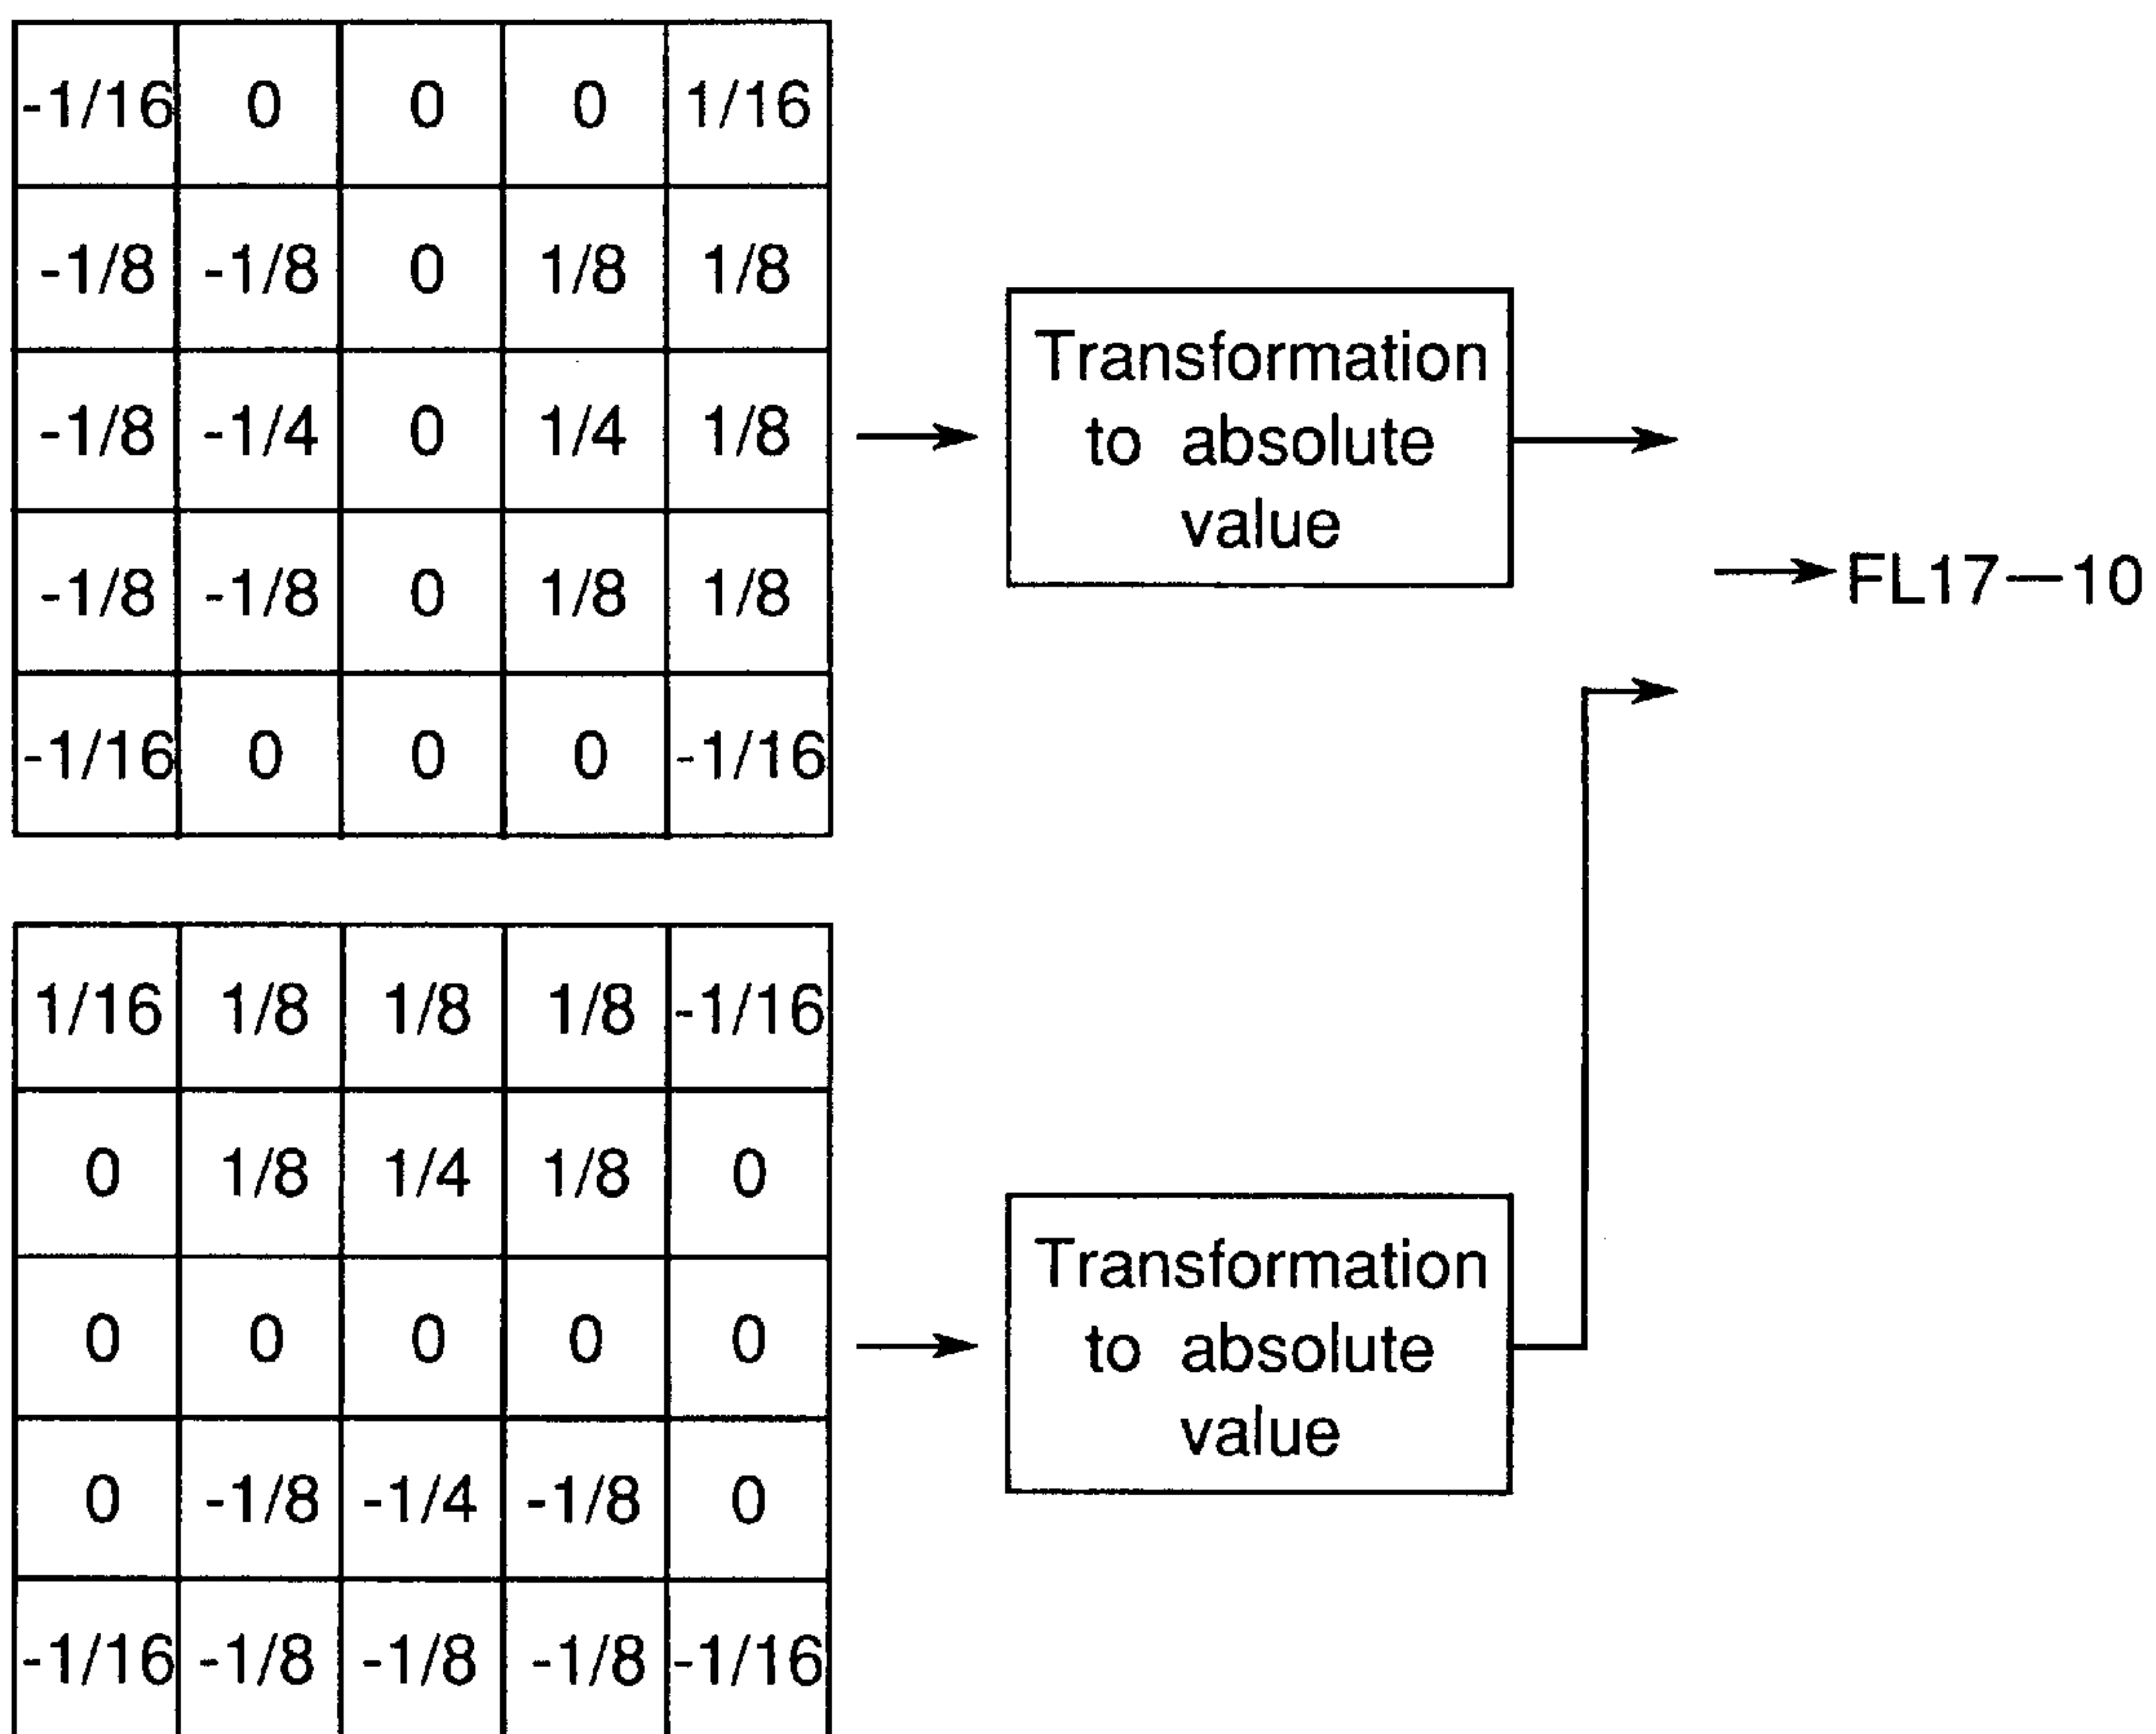 -1/16 0 0 0 1/16
-1/8 -1/8 0 1/8 1/8
-1/8 -1/4 0 1/4 1/8
-1/8 -1/8 0 1/8 1/8
-1/16 0 0 0 -1/16
Transformation
to absolute
value
FL17—10
1/16 1/8 1/8 1/8 -1/16
0 1/8 1/4 1/8 0
0 0 0 0 0
0 -1/8 -1/4 -1/8 0
-1/16 -1/8 -1/8 -1/8 -1/16
Transformation
to absolute
value